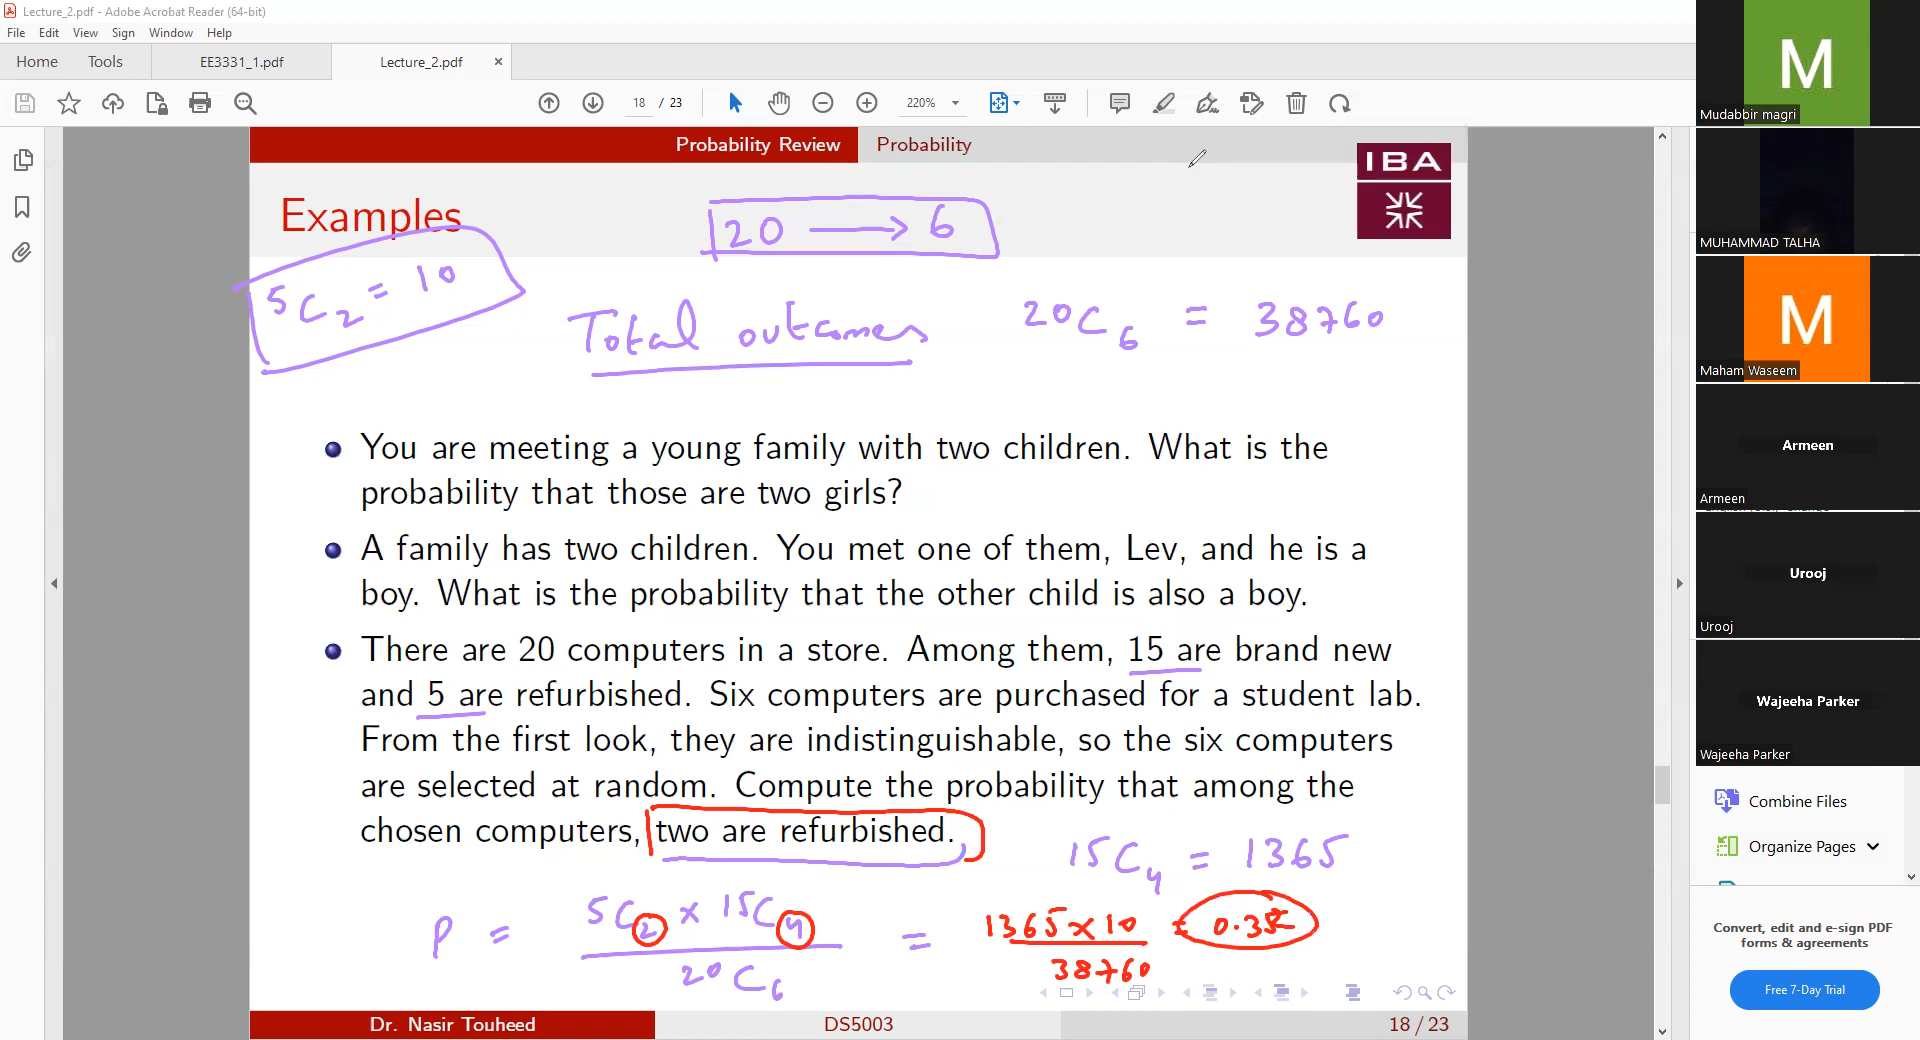 Lecture_2.pdf - Adobe Acrobat Reader (64-bit)
File Edit View Sign Window Help
Home Tools EE3331_1.pdf Lecture_2.pdf ×
18 / 23 220%
Probability Review Probability
IBA
Examples
20 → 6
5C2 = 10
Total outcomes 20C6 = 38760
You are meeting a young family with two children. What is the
probability that those are two girls?
A family has two children. You met one of them, Lev, and he is a
boy. What is the probability that the other child is also a boy.
There are 20 computers in a store. Among them, 15 are brand new
and 5 are refurbished. Six computers are purchased for a student lab.
From the first look, they are indistinguishable, so the six computers
are selected at random. Compute the probability that among the
chosen computers, two are refurbished.
15C4 = 1365
P = 5C2 × 15C4 / 20C6 = 1365 × 10 / 38760 =
Dr. Nasir Touheed DS5003 18 / 23
M
Mudabbir magri
MUHAMMAD TALHA
M
Maham Waseem
Armeen
Armeen
Urooj
Urooj
Wajeeha Parker
Wajeeha Parker
Combine Files
Organize Pages
Convert, edit and e-sign PDF
forms & agreements
Free 7-Day Trial